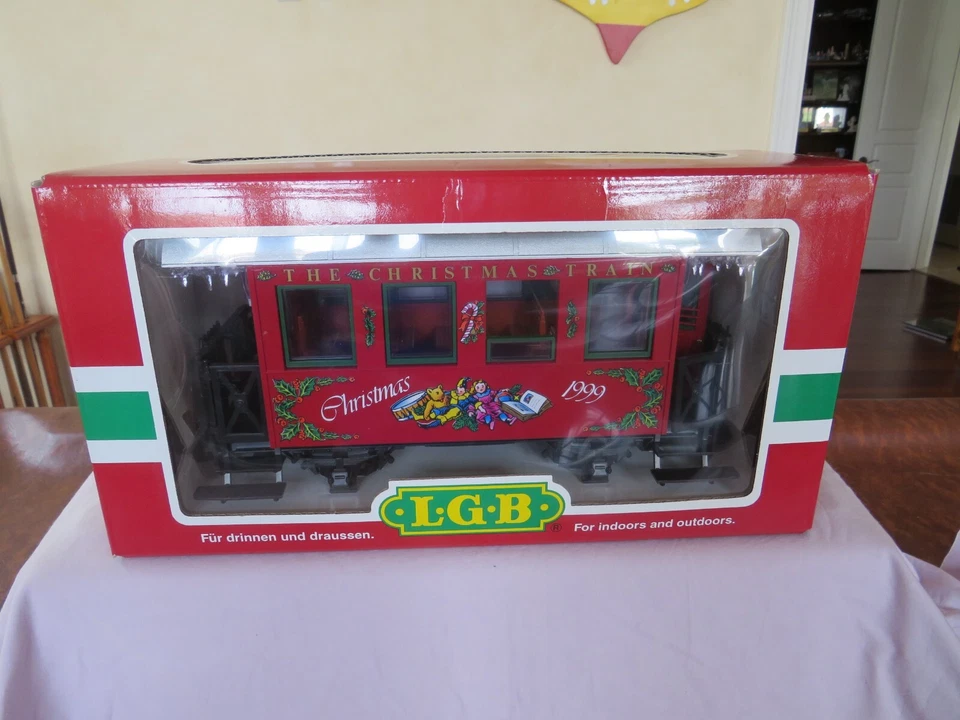 THE CHRISTMAS TRAIN
Christmas 1999
L·G·B ®
Für drinnen und draussen.
For indoors and outdoors.